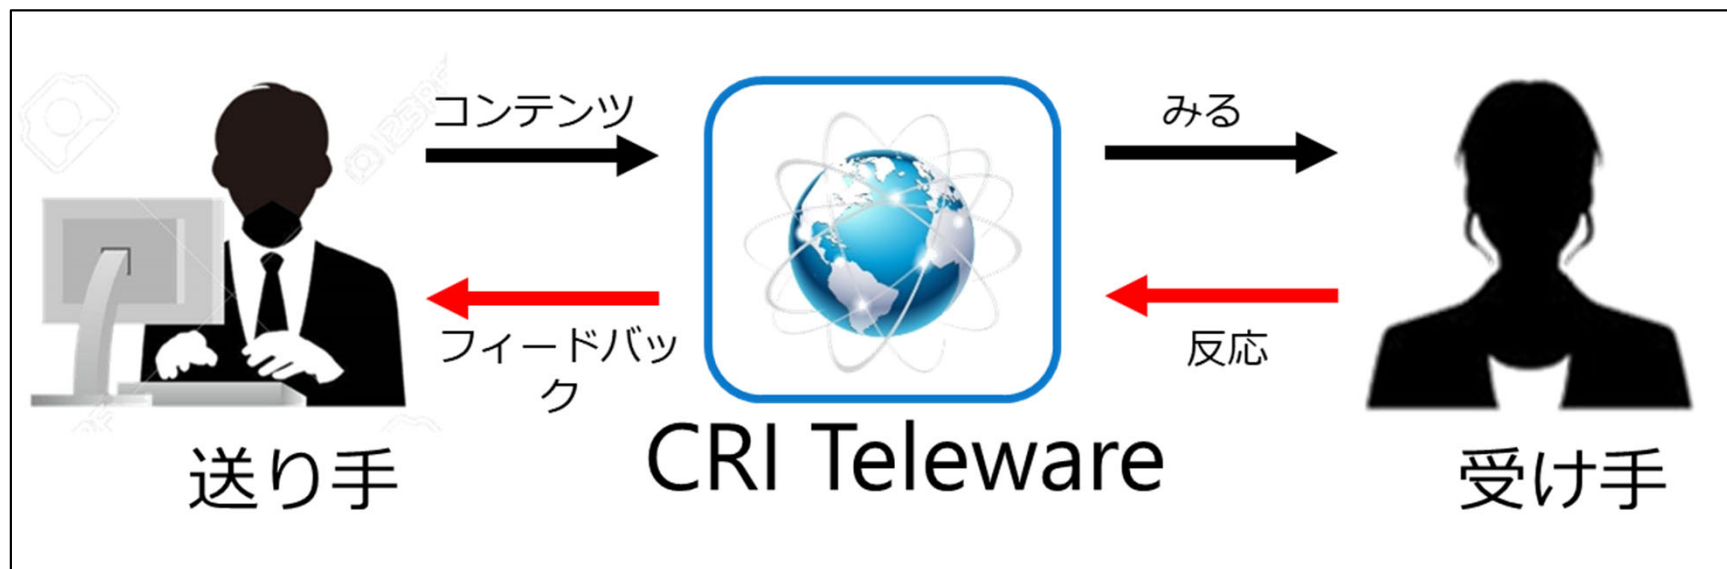 コンテンツ
みる
123RF
フィードバッ
ク
反応
CRI Teleware
送り手
受け手